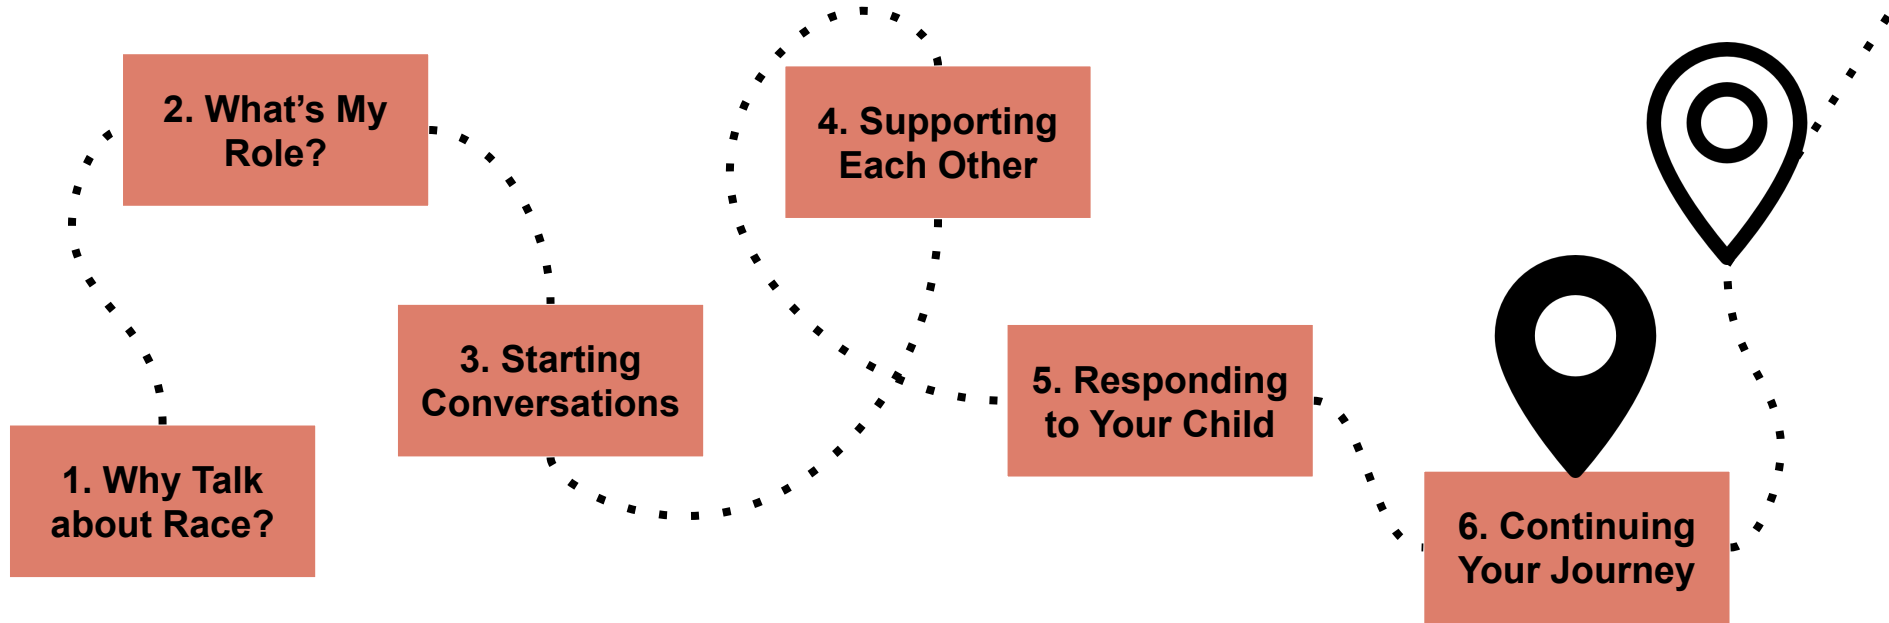 1. Why Talk
about Race?
2. What’s My
Role?
3. Starting
Conversations
4. Supporting
Each Other
5. Responding
to Your Child
6. Continuing
Your Journey